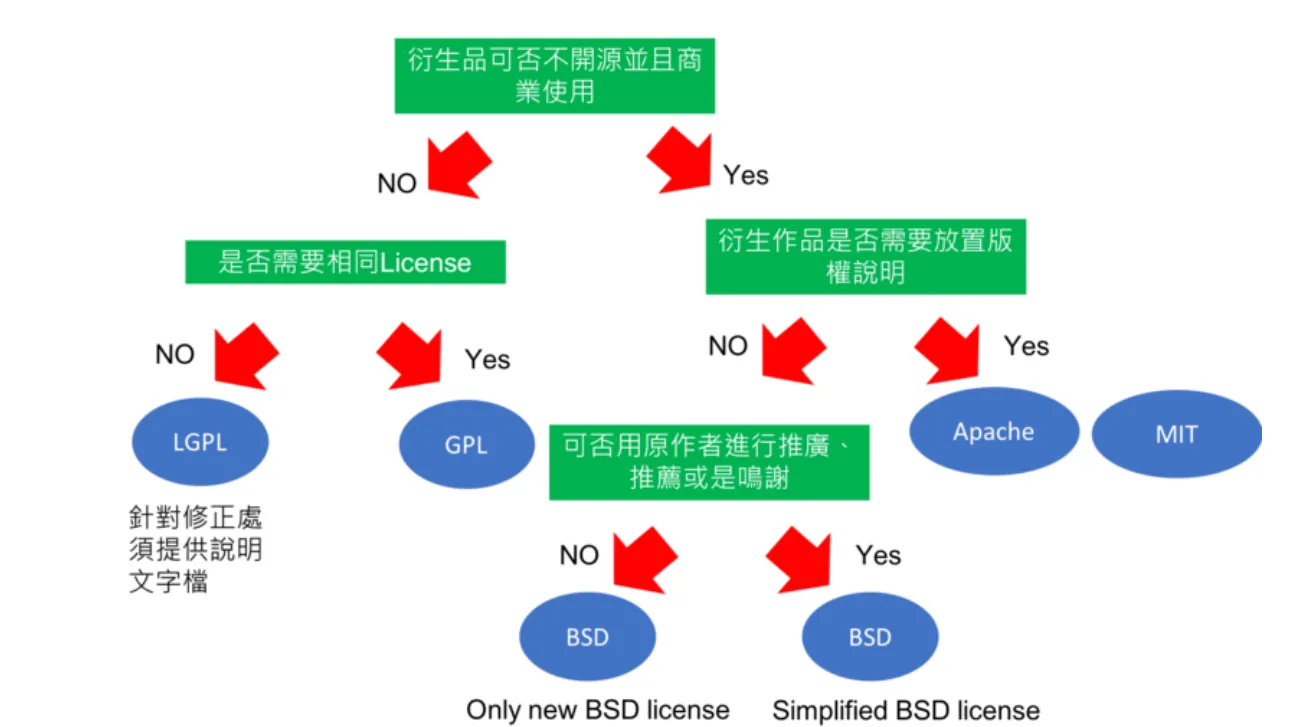 衍生品可否不開源並且商
業使用
NO
Yes
是否需要相同License
衍生作品是否需要放置版
權說明
NO
Yes
NO
Yes
LGPL
GPL
Apache
MIT
可否用原作者進行推廣、
推薦或是鳴謝
針對修正處
須提供說明
文字檔
NO
Yes
BSD
BSD
Only new BSD license
Simplified BSD license